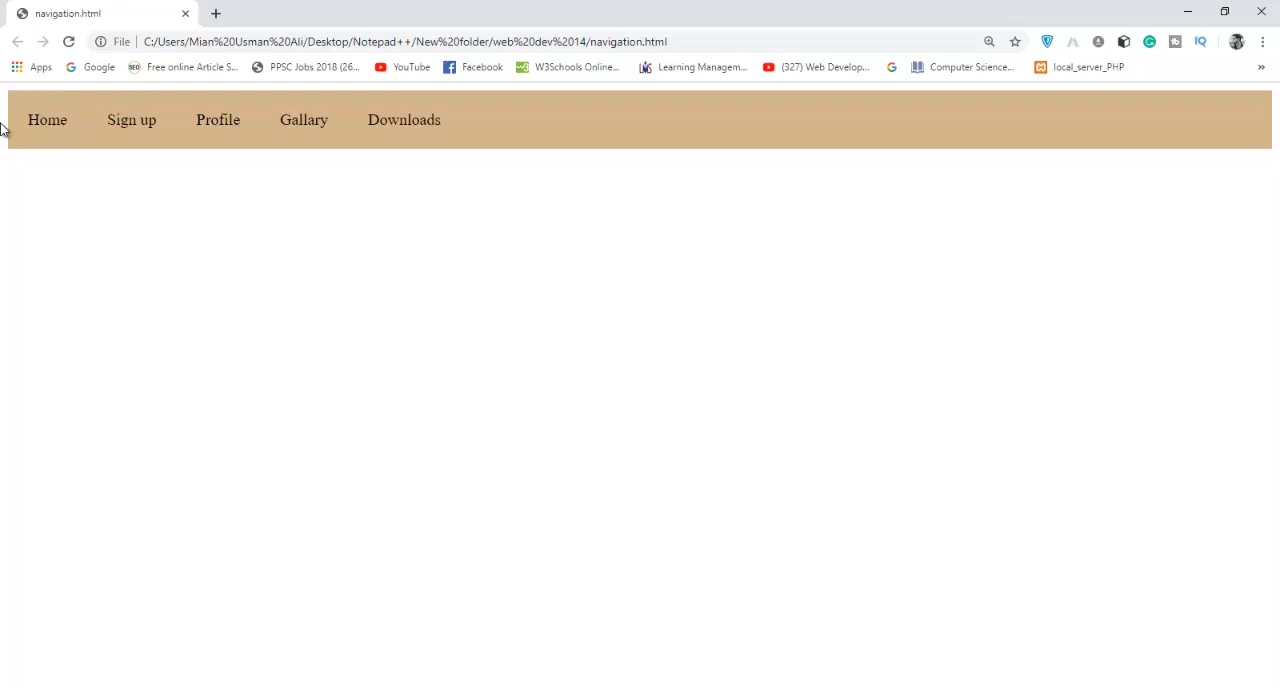 navigation.html
File | C:/Users/Mian%20Usman%20Ali/Desktop/Notepad++/New%20folder/web%20dev%2014/navigation.html
Apps Google SEO Free online Article S... PPSC Jobs 2018 (26... YouTube Facebook W3Schools Online... Learning Managem... (327) Web Develop... Computer Science... local_server_PHP »
Home Sign up Profile Gallary Downloads